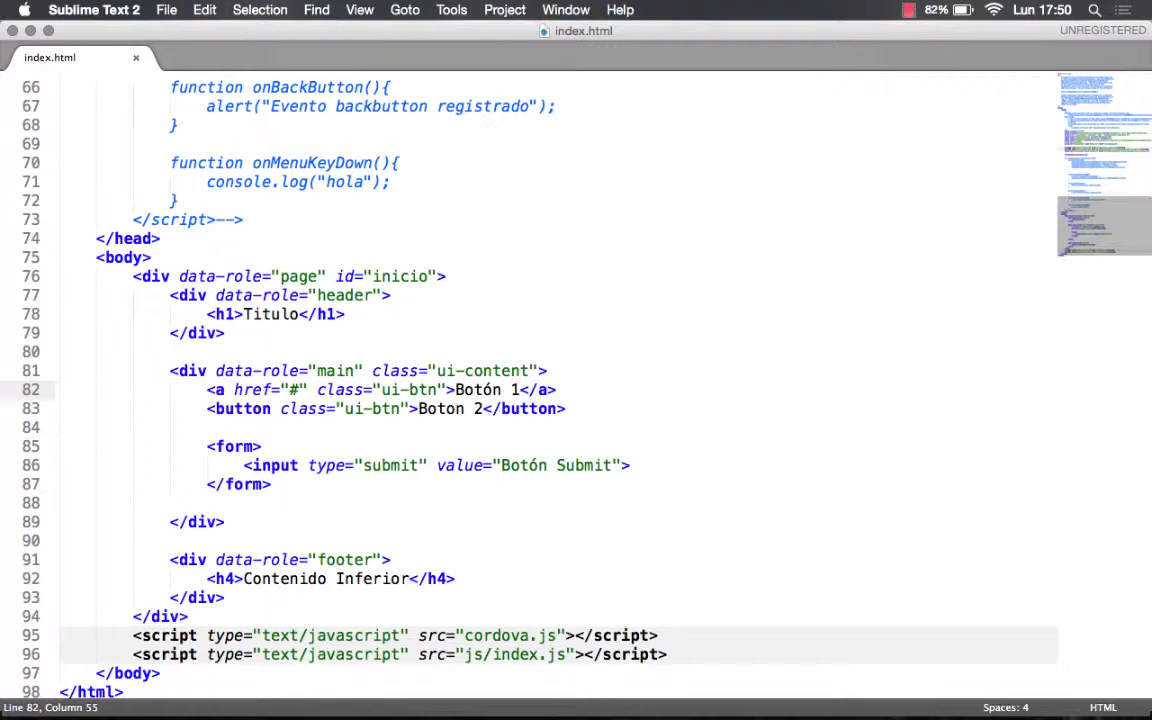 Sublime Text 2 File Edit Selection Find View Goto Tools Project Window Help 82% Lun 17:50
index.html UNREGISTERED
index.html ×
66 function onBackButton(){
67 alert("Evento backbutton registrado");
68 }
69
70 function onMenuKeyDown(){
71 console.log("hola");
72 }
73 </script>-->
74 </head>
75 <body>
76 <div data-role="page" id="inicio">
77 <div data-role="header">
78 <h1>Titulo</h1>
79 </div>
80
81 <div data-role="main" class="ui-content">
82 <a href="#" class="ui-btn">Botón 1</a>
83 <button class="ui-btn">Boton 2</button>
84
85 <form>
86 <input type="submit" value="Botón Submit">
87 </form>
88
89 </div>
90
91 <div data-role="footer">
92 <h4>Contenido Inferior</h4>
93 </div>
94 </div>
95 <script type="text/javascript" src="cordova.js"></script>
96 <script type="text/javascript" src="js/index.js"></script>
97 </body>
98 </html>
Line 82, Column 55 Spaces: 4 HTML